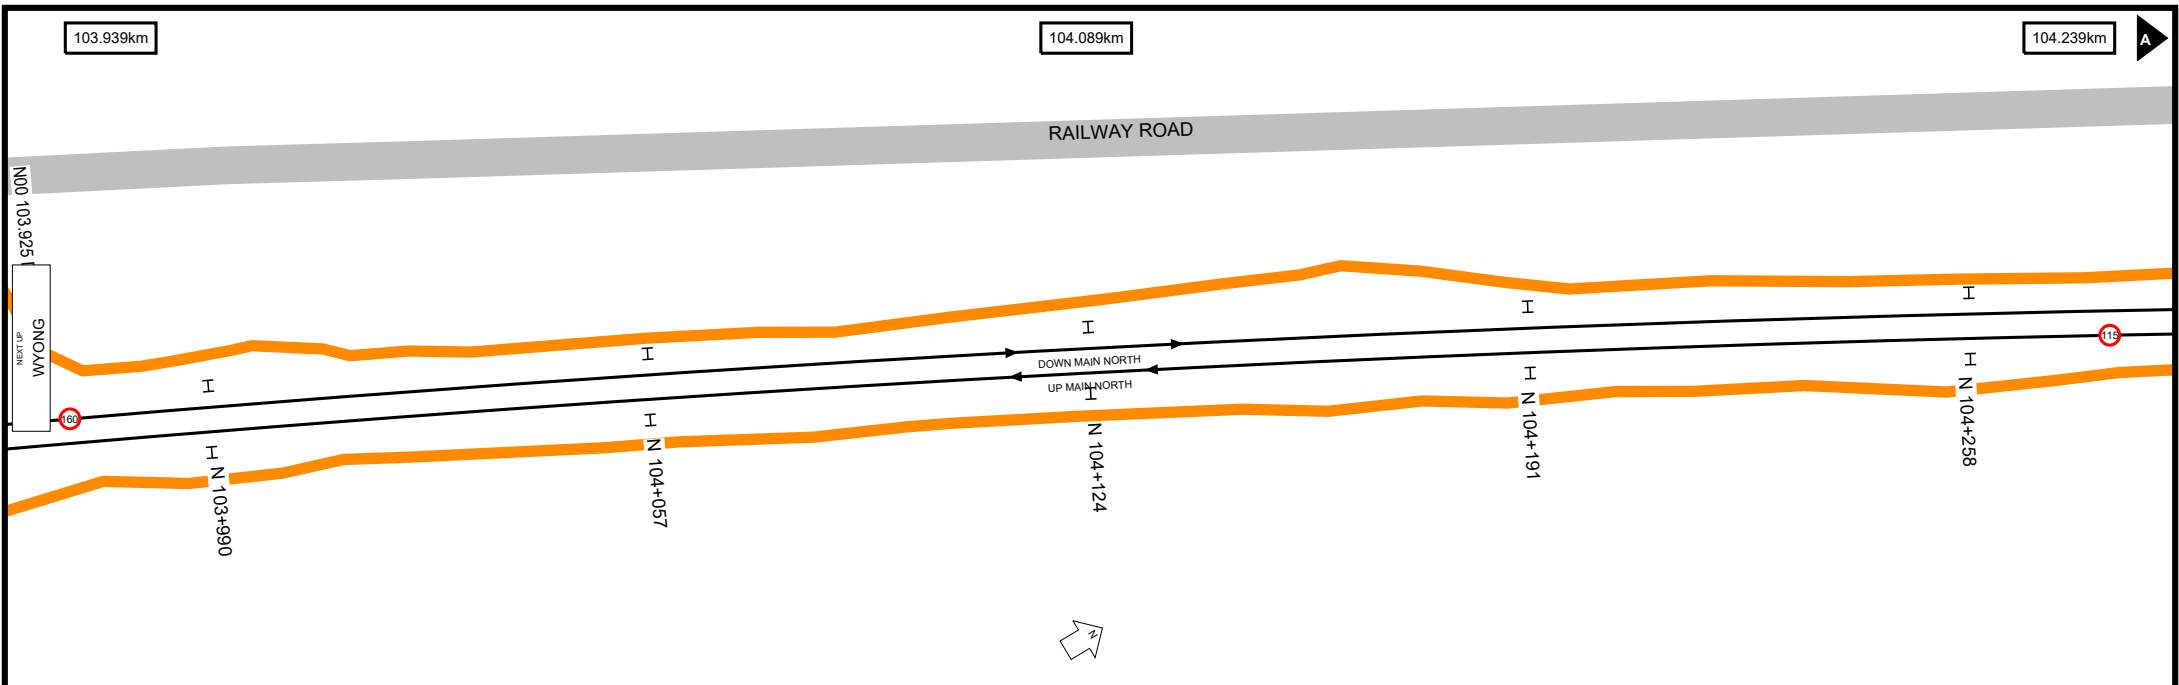 103.939km
104.089km
104.239km
A
RAILWAY ROAD
N00 103.925
WYONG
NEXT UP
160
DOWN MAIN NORTH
UP MAIN NORTH
115
H
H
H
H
H
H
H
H
H
H
N 103+990
N 104+057
N 104+124
N 104+191
N 104+258
N